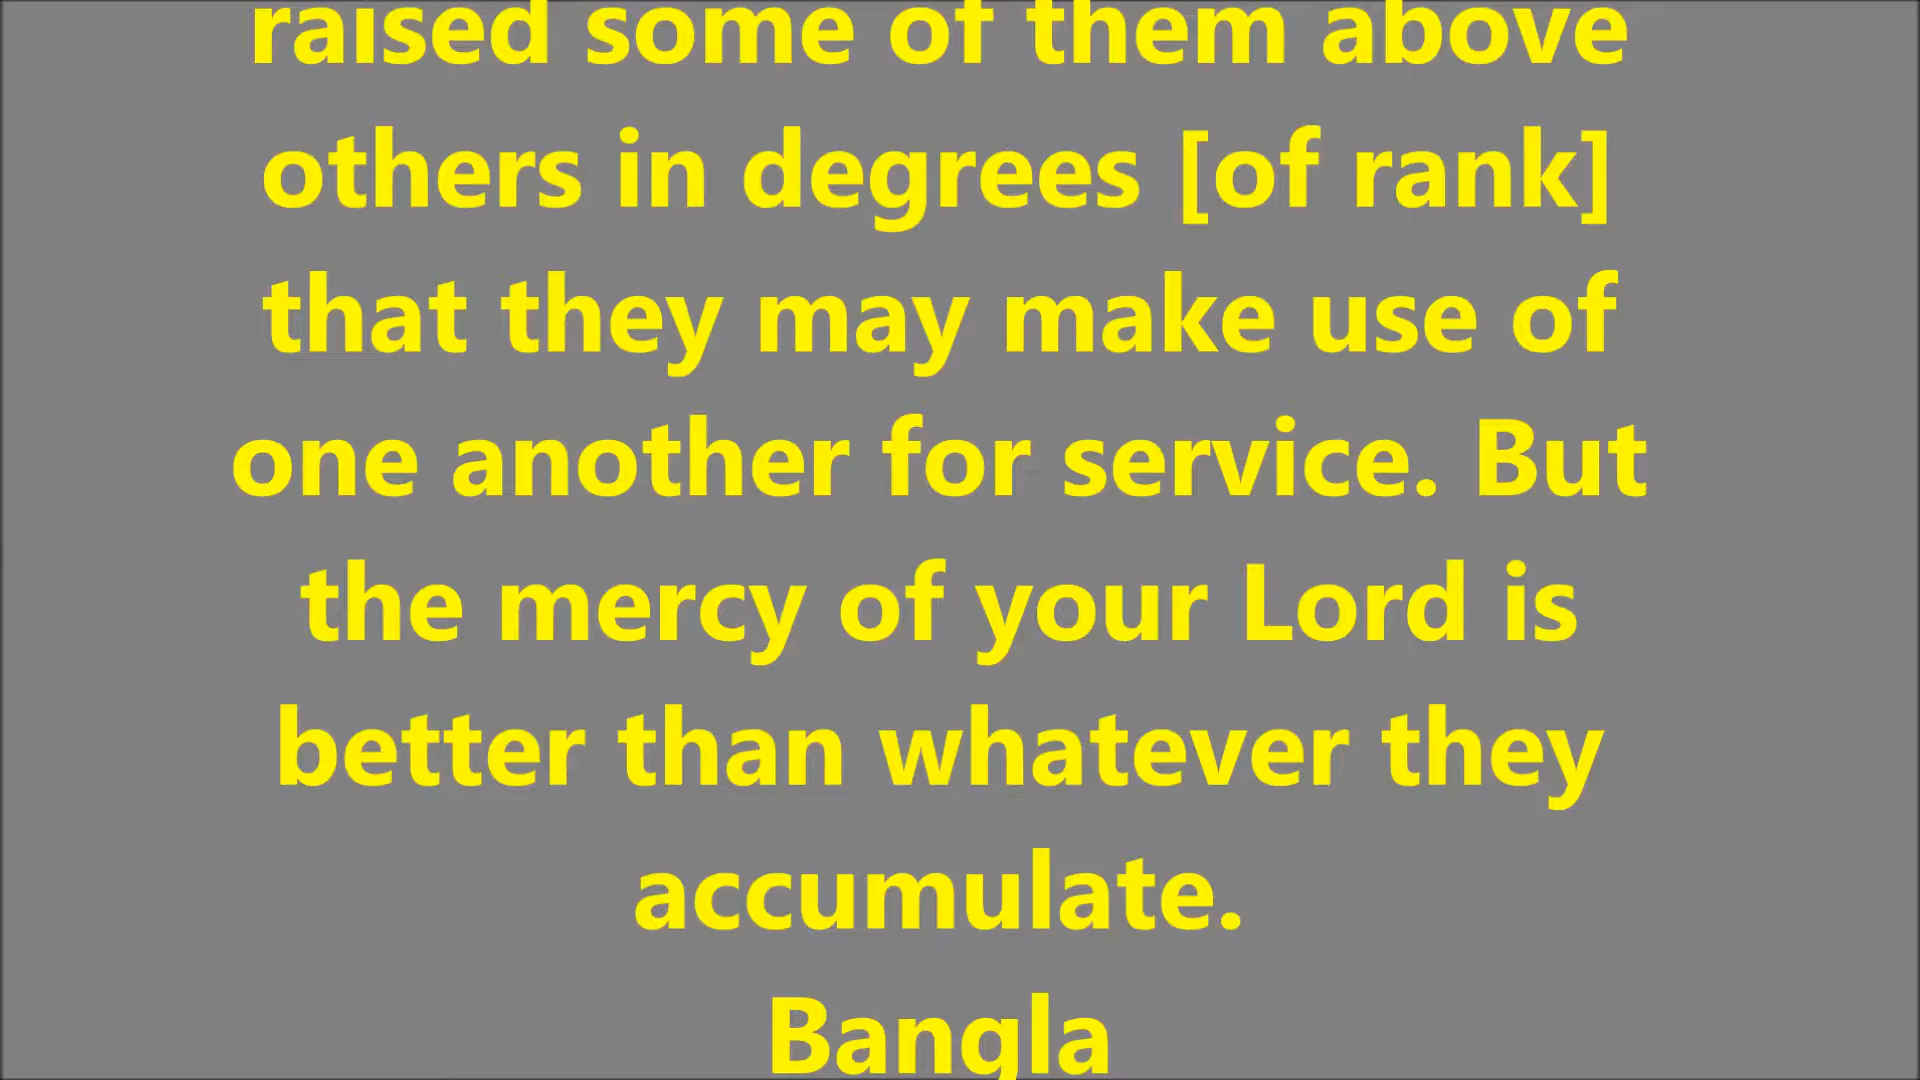 raised some of them above
others in degrees [of rank]
that they may make use of
one another for service. But
the mercy of your Lord is
better than whatever they
accumulate.
Bangla